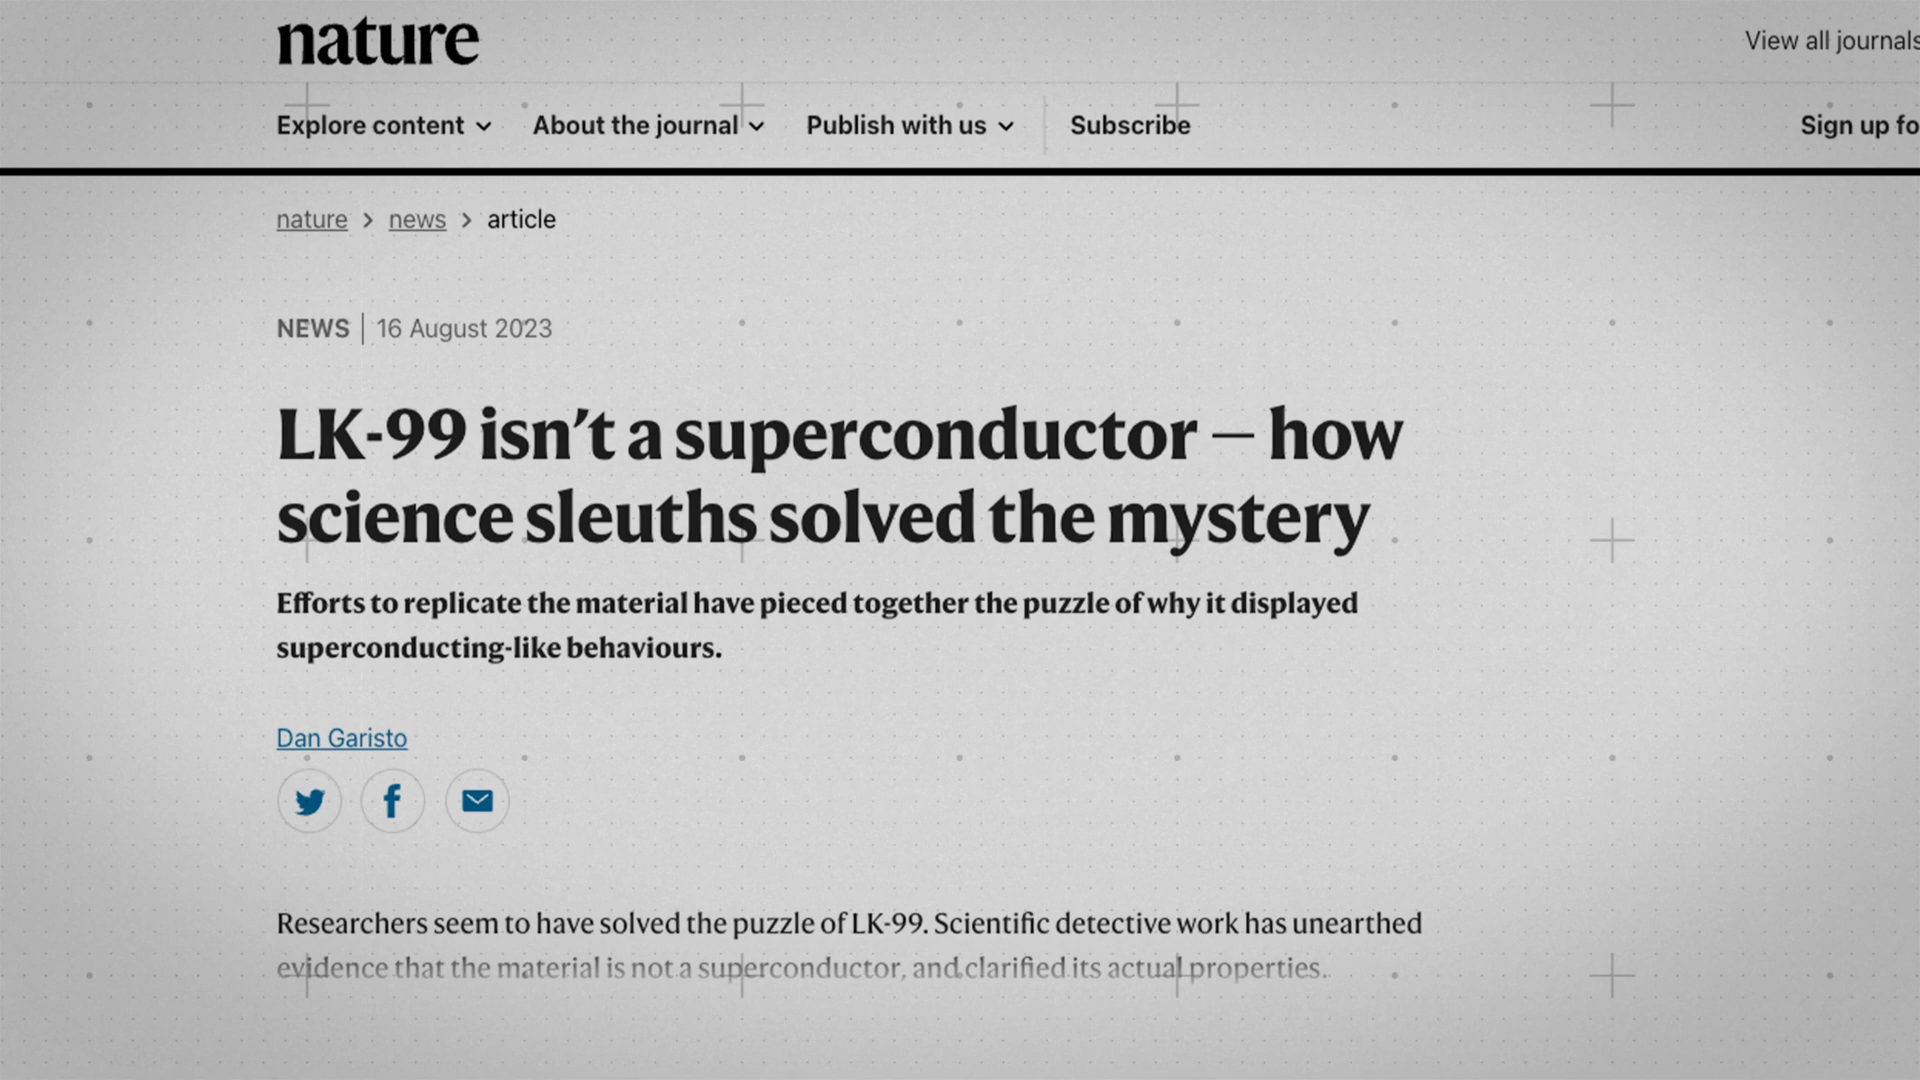 nature
View all journals
Explore content
About the journal
Publish with us
Subscribe
Sign up fo
nature > news > article
NEWS | 16 August 2023
LK-99 isn’t a superconductor — how
science sleuths solved the mystery
Efforts to replicate the material have pieced together the puzzle of why it displayed
superconducting-like behaviours.
Dan Garisto
Researchers seem to have solved the puzzle of LK-99. Scientific detective work has unearthed
evidence that the material is not a superconductor, and clarified its actual properties.